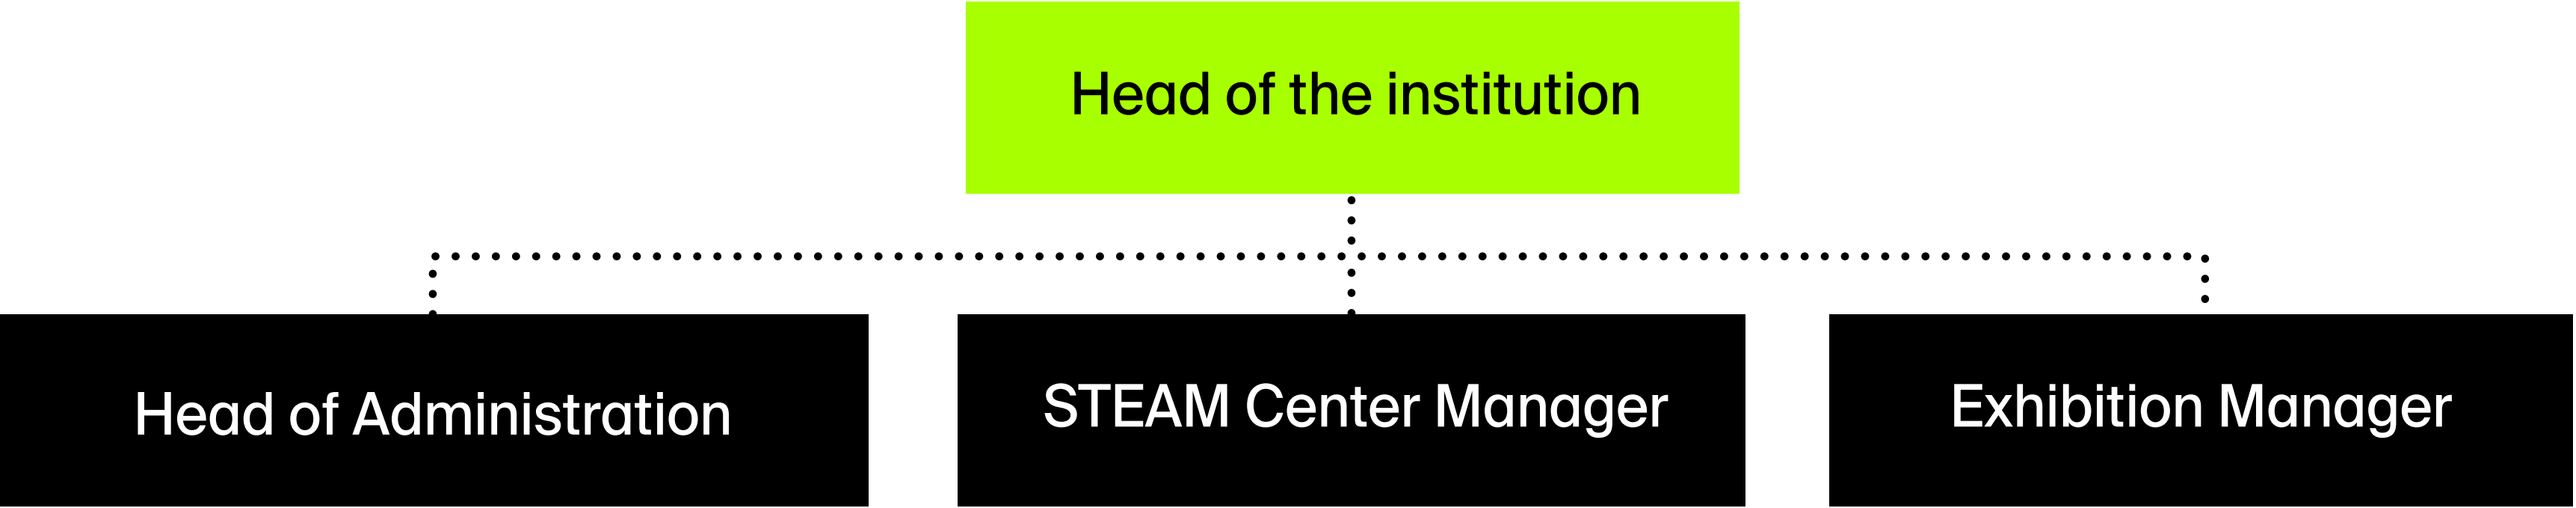 Head of the institution
Head of Administration
STEAM Center Manager
Exhibition Manager